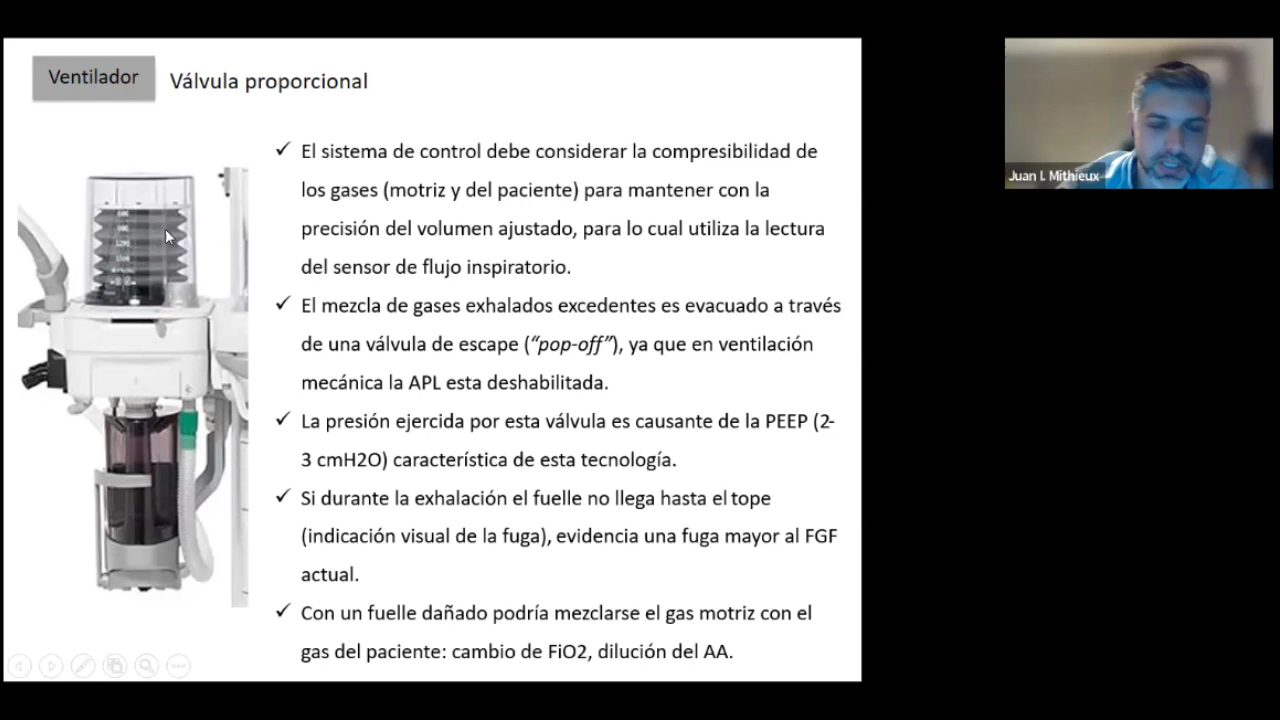 Ventilador
Válvula proporcional
✓ El sistema de control debe considerar la compresibilidad de
los gases (motriz y del paciente) para mantener con la
precisión del volumen ajustado, para lo cual utiliza la lectura
del sensor de flujo inspiratorio.
✓ El mezcla de gases exhalados excedentes es evacuado a través
de una válvula de escape (“pop-off”), ya que en ventilación
mecánica la APL esta deshabilitada.
✓ La presión ejercida por esta válvula es causante de la PEEP (2-
3 cmH2O) característica de esta tecnología.
✓ Si durante la exhalación el fuelle no llega hasta el tope
(indicación visual de la fuga), evidencia una fuga mayor al FGF
actual.
✓ Con un fuelle dañado podría mezclarse el gas motriz con el
gas del paciente: cambio de FiO2, dilución del AA.
Juan I. Mithieux